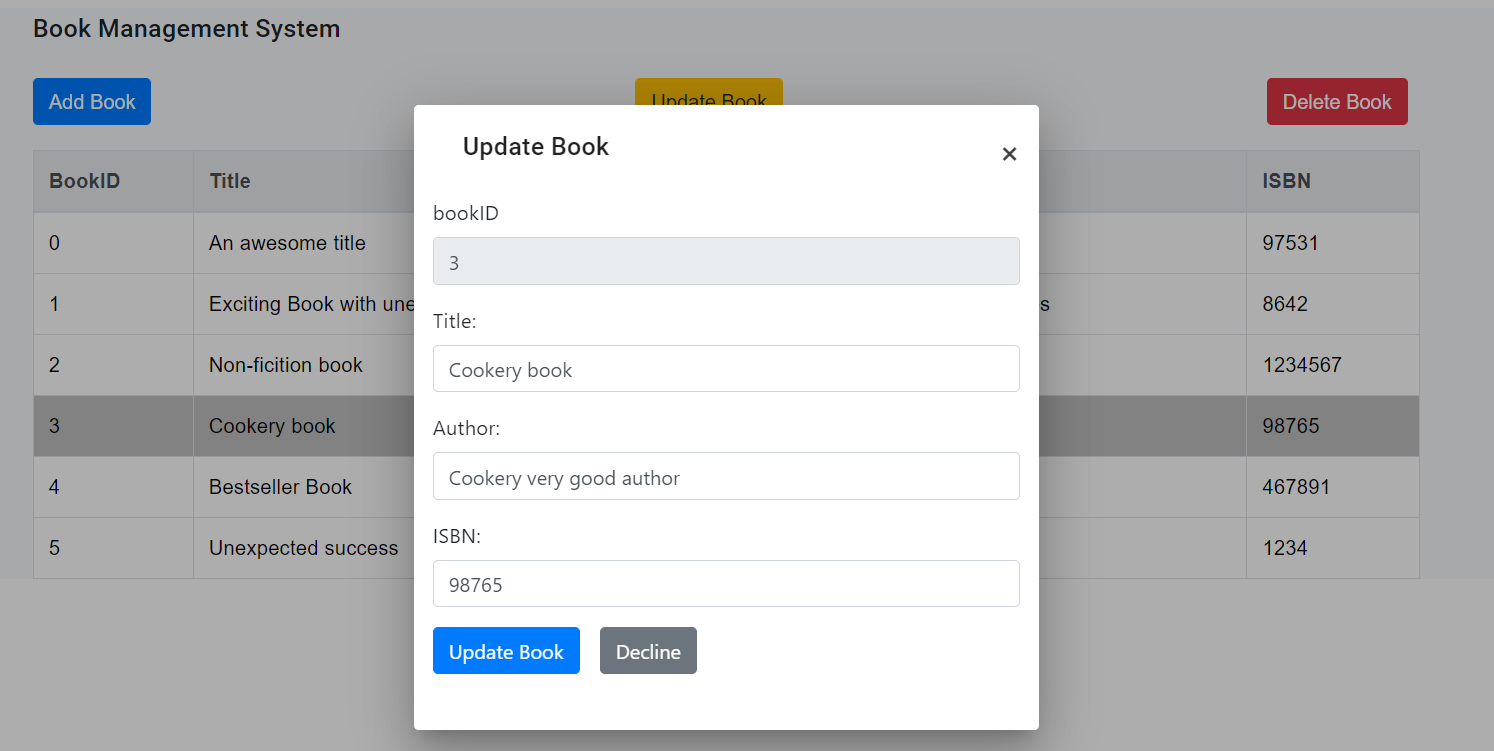 Book Management System
Add Book
Update Book
Delete Book
BookID Title ISBN
0 An awesome title 97531
1 Exciting Book with une s 8642
2 Non-ficition book 1234567
3 Cookery book 98765
4 Bestseller Book 467891
5 Unexpected success 1234
Update Book ×
bookID
3
Title:
Cookery book
Author:
Cookery very good author
ISBN:
98765
Update Book Decline